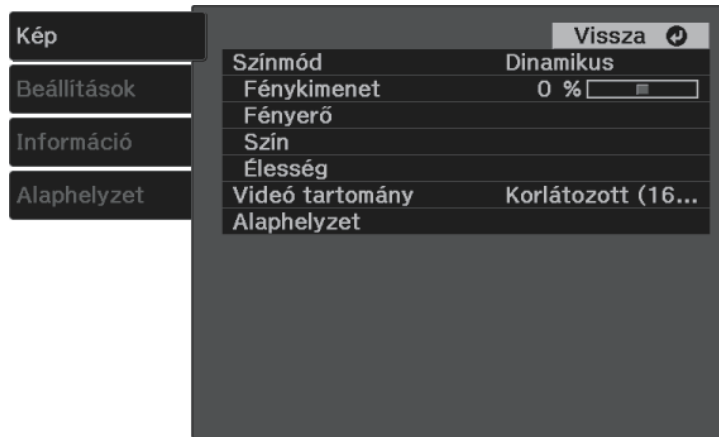 Kép
Beállítások
Információ
Alaphelyzet
Vissza
Színmód Dinamikus
Fénykimenet 0 %
Fényerő
Szín
Élesség
Videó tartomány Korlátozott (16...
Alaphelyzet